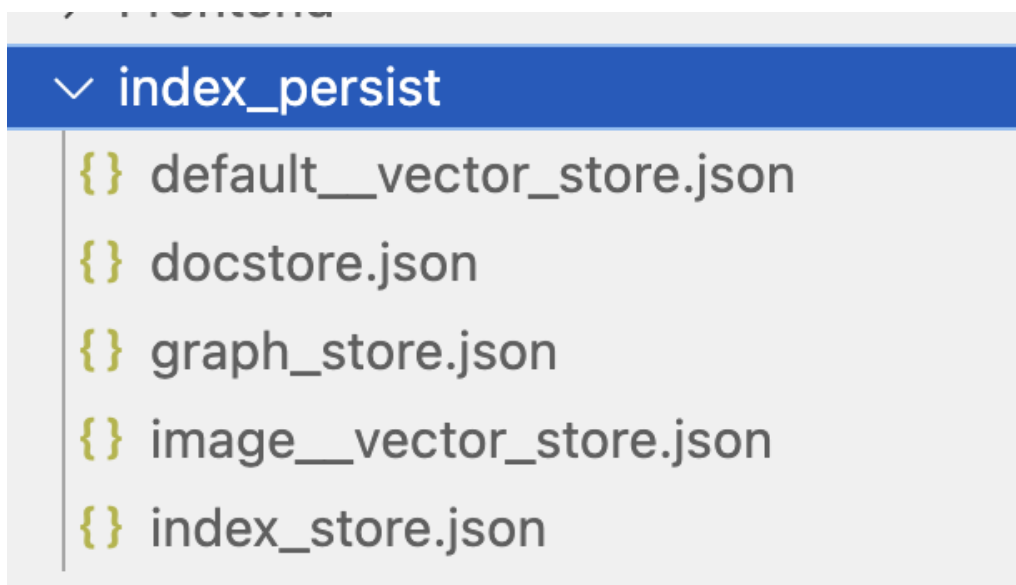 index_persist
{} default__vector_store.json
{} docstore.json
{} graph_store.json
{} image__vector_store.json
{} index_store.json